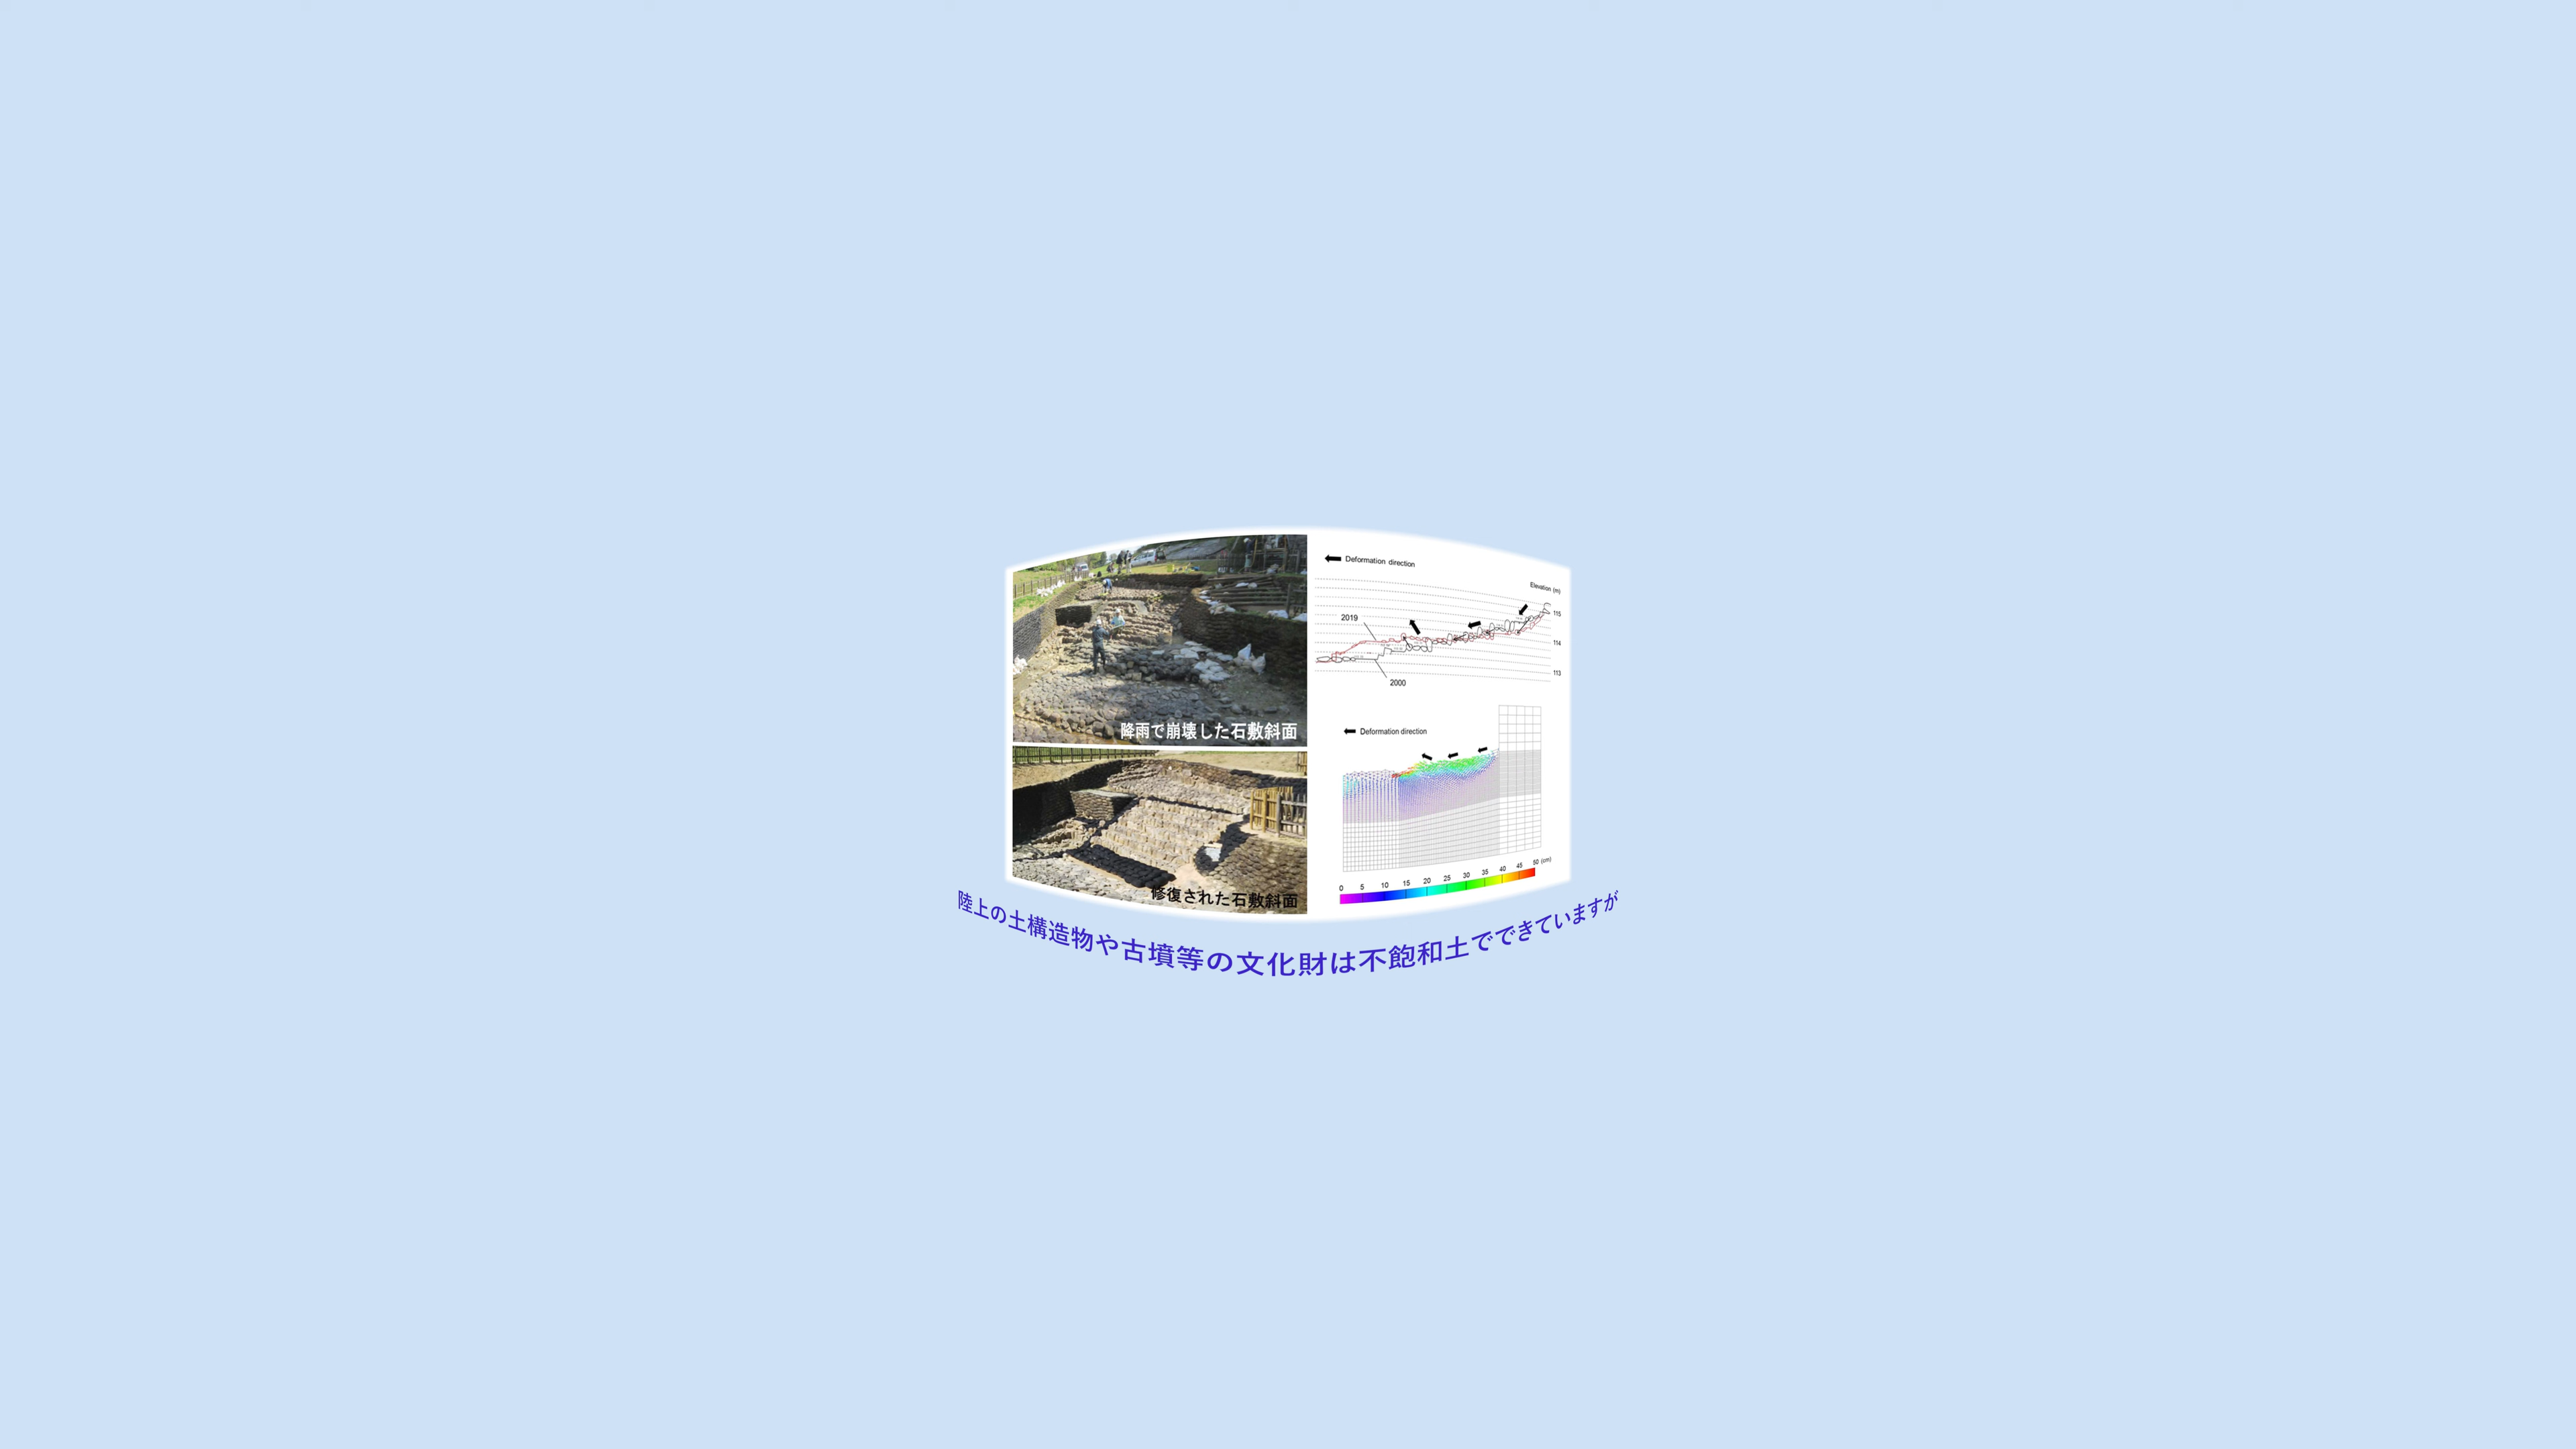 降雨で崩壊した石敷斜面
修復された石敷斜面
Deformation direction
Elevation (m)
115
114
113
2019
2000
Deformation direction
0 5 10 15 20 25 30 35 40 45 50 (cm)
陸上の土構造物や古墳等の文化財は不飽和土でできていますが